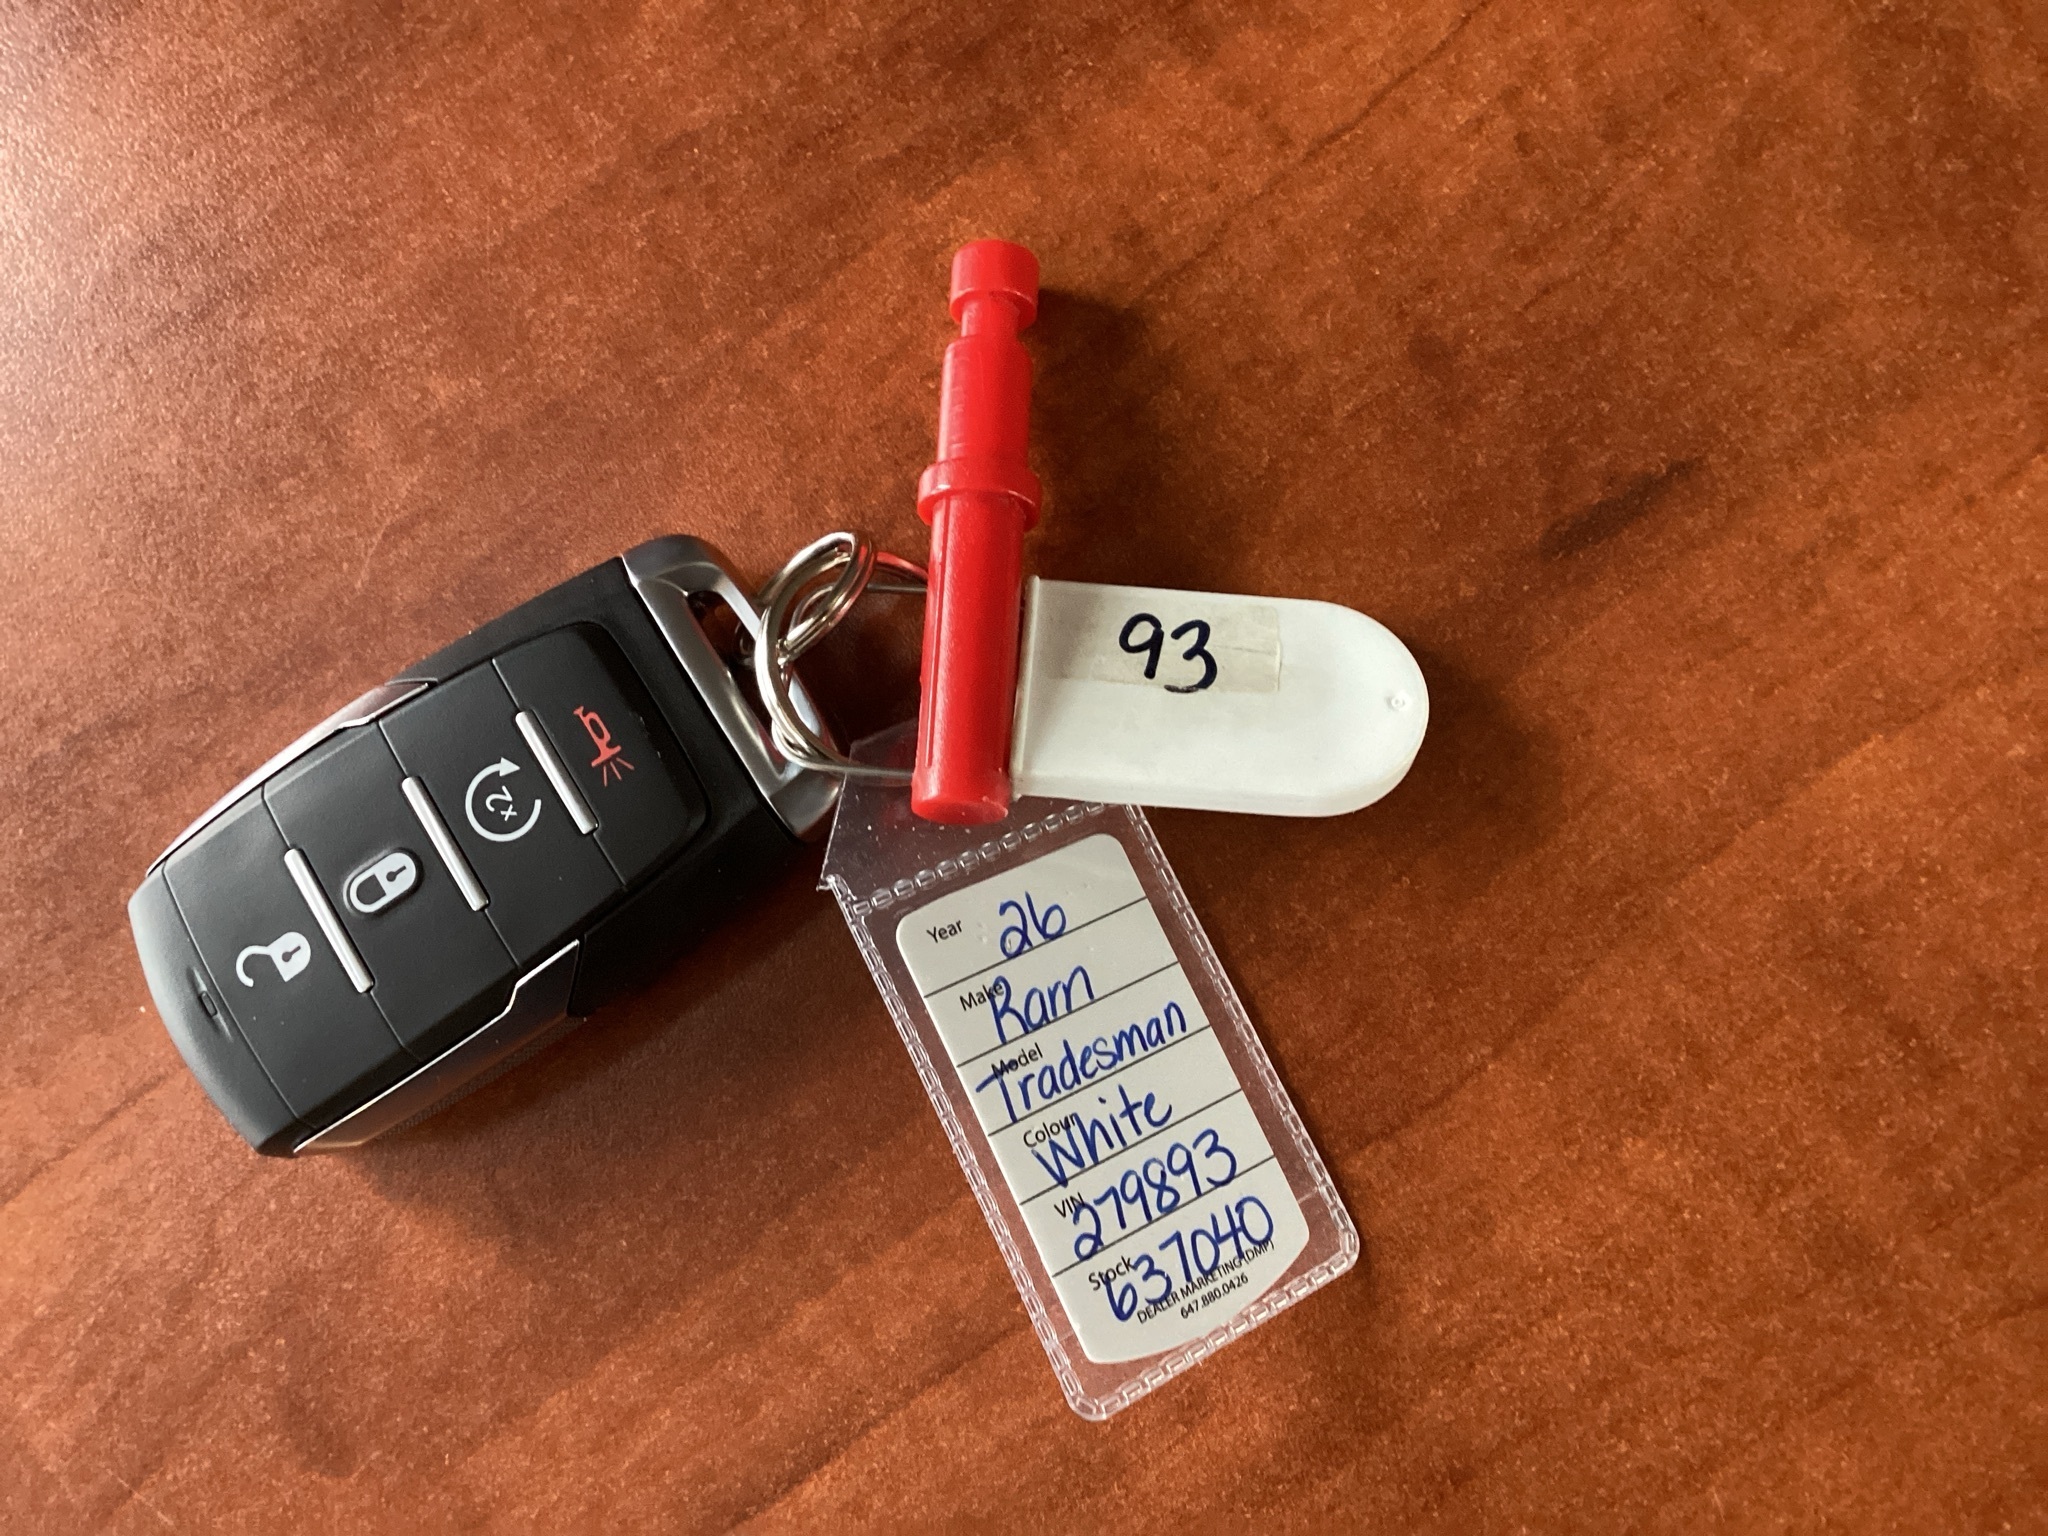 93
2x
Year 26
Make Ram
Model Tradesman
Colour White
VIN 279893
Stock 637040
DEALER MARKETING (DMP)
647.880.0426